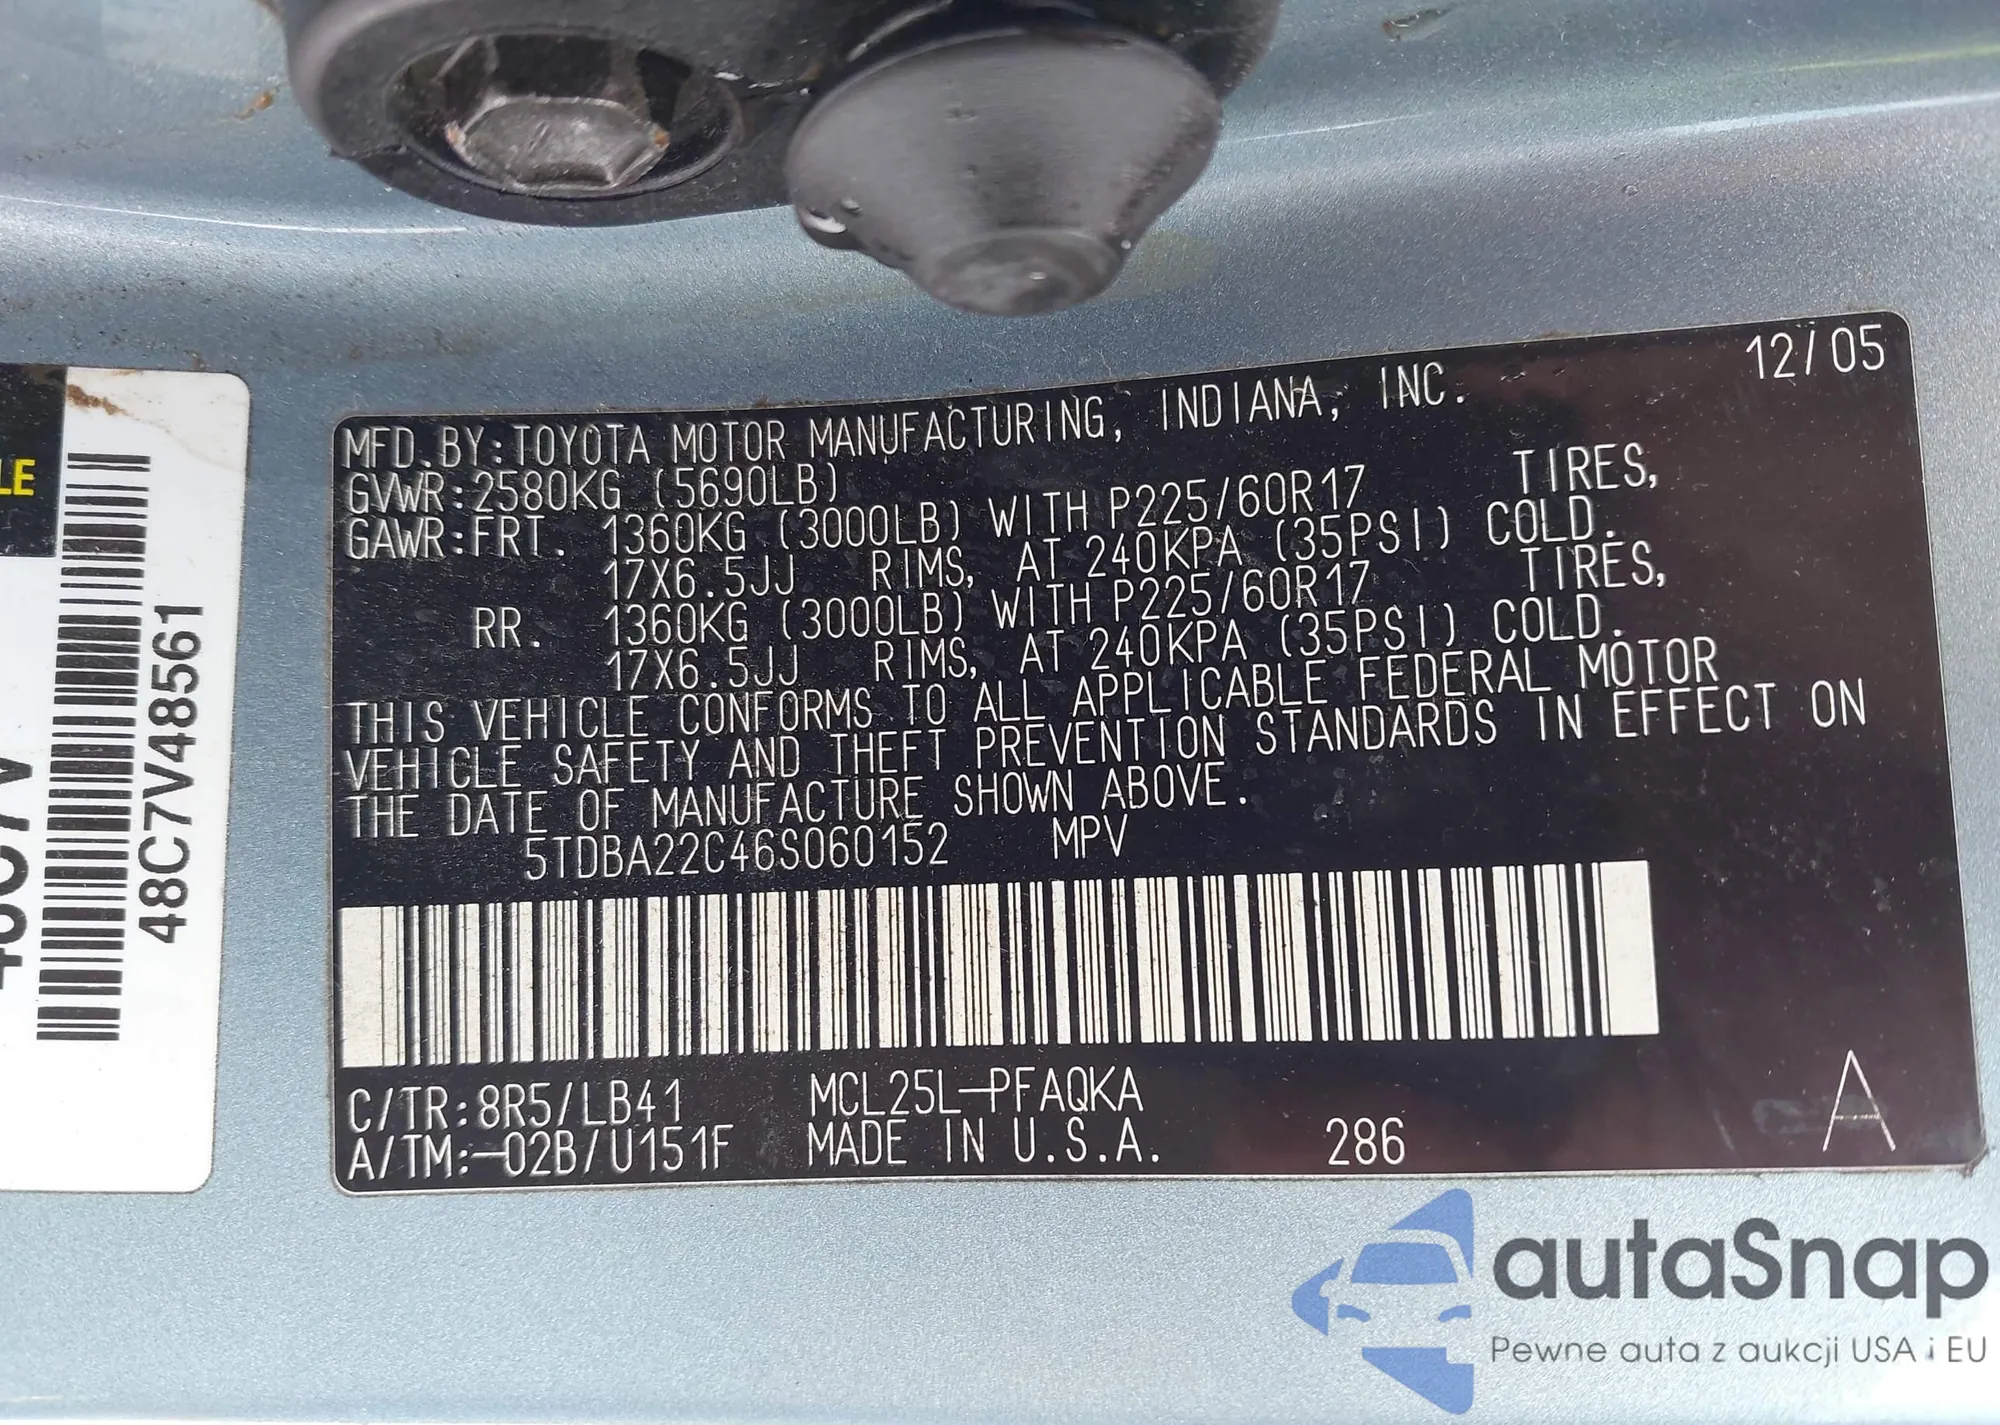 12/05
MFD. BY: TOYOTA MOTOR MANUFACTURING, INDIANA, INC.
GVWR: 2580KG (5690LB)
GAWR: FRT. 1360KG (3000LB) WITH P225/60R17 TIRES,
17X6.5JJ RIMS, AT 240KPA (35PSI) COLD.
RR. 1360KG (3000LB) WITH P225/60R17 TIRES,
17X6.5JJ RIMS, AT 240KPA (35PSI) COLD.
THIS VEHICLE CONFORMS TO ALL APPLICABLE FEDERAL MOTOR
VEHICLE SAFETY AND THEFT PREVENTION STANDARDS IN EFFECT ON
THE DATE OF MANUFACTURE SHOWN ABOVE.
5TDBA22C46S060152 MPV
C/TR: 8R5/LB41 MCL25L-PFAQKA
A/TM: -02B/U151F MADE IN U.S.A. 286 A
LE
48C7V48561
autaSnap
Pewne auta z aukcji USA i EU